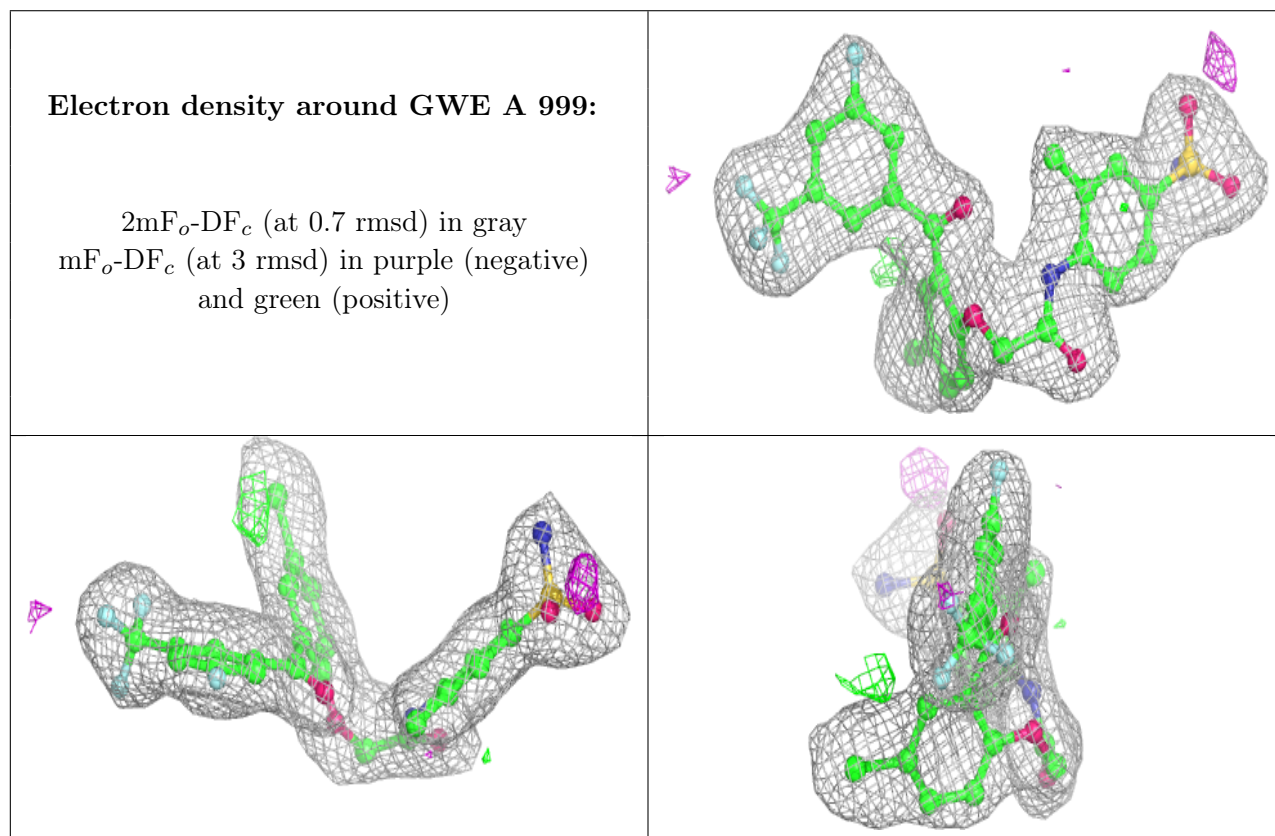 Electron density around GWE A 999:
2mFo-DFc (at 0.7 rmsd) in gray
mFo-DFc (at 3 rmsd) in purple (negative)
and green (positive)